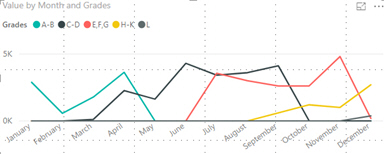 Value by Month and Grades
Grades A-B C-D E,F,G H-K L
5K
0K
January
February
March
April
May
June
July
August
September
October
November
December